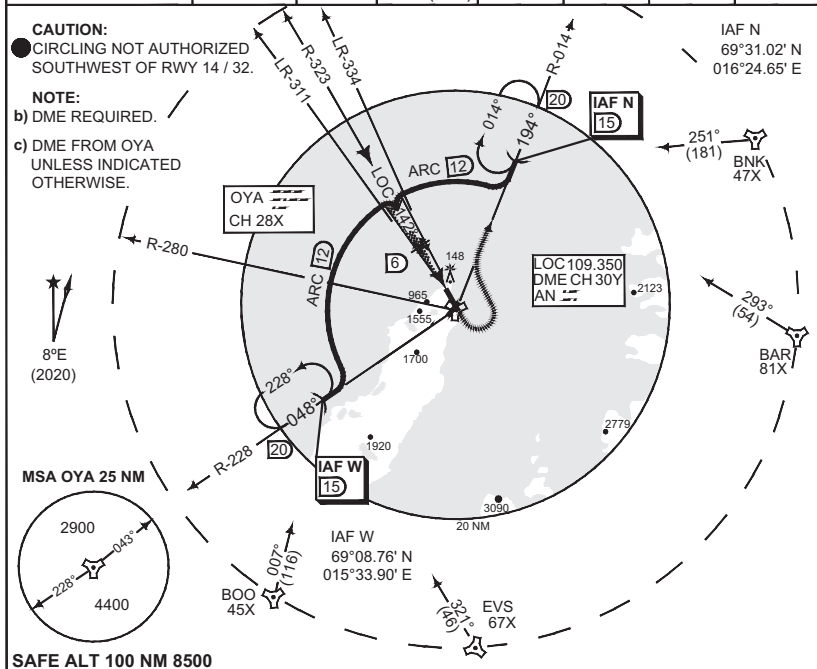 CAUTION:
CIRCLING NOT AUTHORIZED
SOUTHWEST OF RWY 14 / 32.
NOTE:
b) DME REQUIRED.
c) DME FROM OYA
UNLESS INDICATED
OTHERWISE.
LR-311
R-323
LR-334
R-014
20
014°
194°
IAF N
15
IAF N
69°31.02' N
016°24.65' E
251°
(181)
BNK
47X
ARC 12
LOC
142°
OYA
CH 28X
R-280
ARC 12
6
148
965
1555
1700
LOC 109.350
DME CH 30Y
AN
2123
293°
(54)
BAR
81X
8°E
(2020)
228°
048°
20
R-228
1920
2779
IAF W
15
3090
20 NM
MSA OYA 25 NM
2900
043°
228°
4400
IAF W
69°08.76' N
015°33.90' E
007°
(116)
BOO
45X
321°
(46)
EVS
67X
SAFE ALT 100 NM 8500